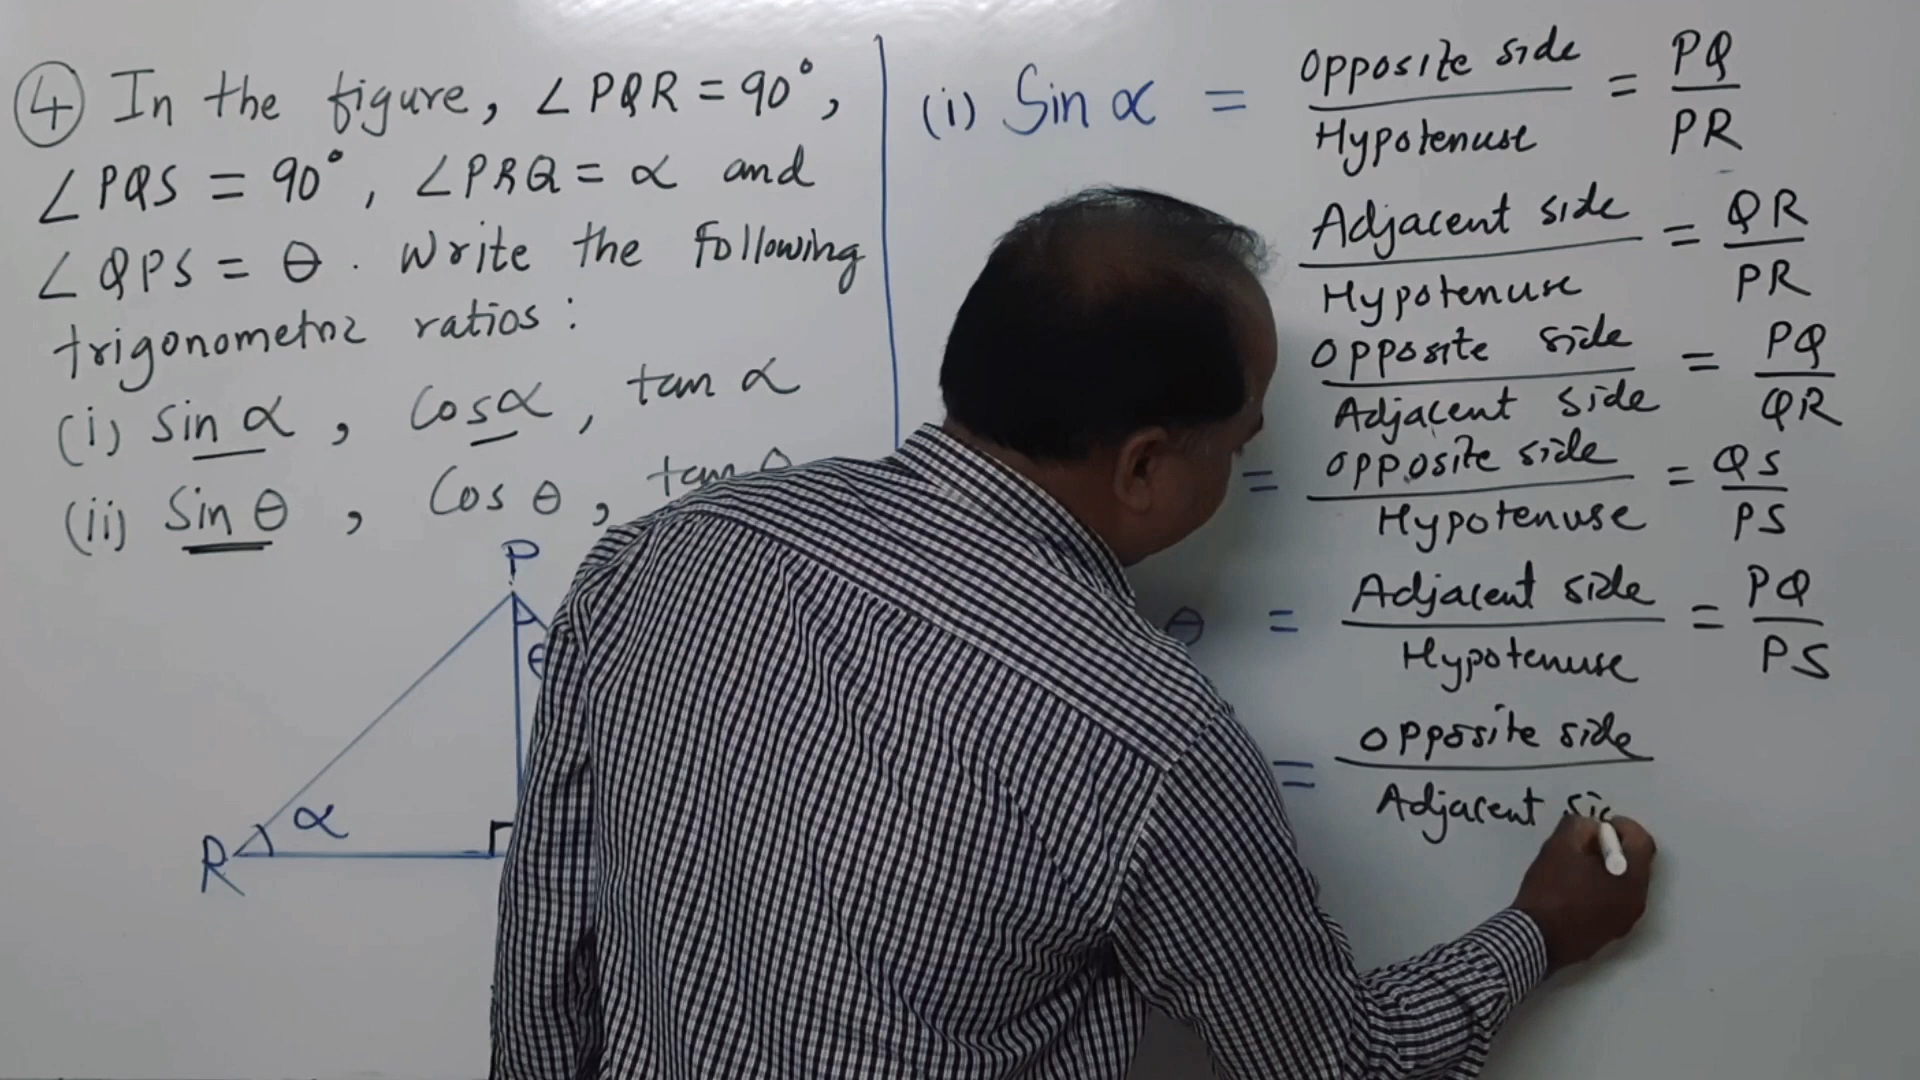 ④ In the figure, ∠PQR = 90°,
∠PQS = 90°, ∠PRQ = α and
∠QPS = θ. Write the following
trigonometric ratios:
(i) sin α, Cosα, tan α
(ii) Sin θ, Cos θ, tan θ
P
θ
R α
(i) Sin α = Opposite side / Hypotenuse = PQ / PR
Adjacent side / Hypotenuse = QR / PR
Opposite side / Adjacent side = PQ / QR
= Opposite side / Hypotenuse = QS / PS
θ = Adjacent side / Hypotenuse = PQ / PS
= Opposite side / Adjacent